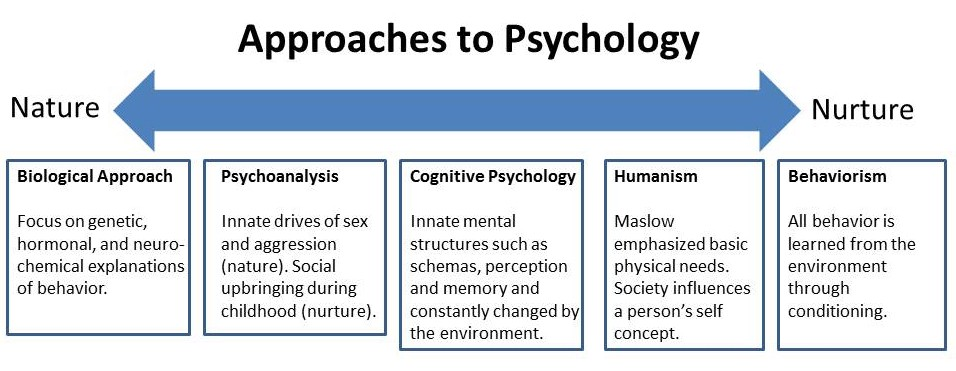 Approaches to Psychology
Nature
Nurture
Biological Approach
Focus on genetic,
hormonal, and neuro-
chemical explanations
of behavior.
Psychoanalysis
Innate drives of sex
and aggression
(nature). Social
upbringing during
childhood (nurture).
Cognitive Psychology
Innate mental
structures such as
schemas, perception
and memory and
constantly changed by
the environment.
Humanism
Maslow
emphasized basic
physical needs.
Society influences
a person’s self
concept.
Behaviorism
All behavior is
learned from the
environment
through
conditioning.